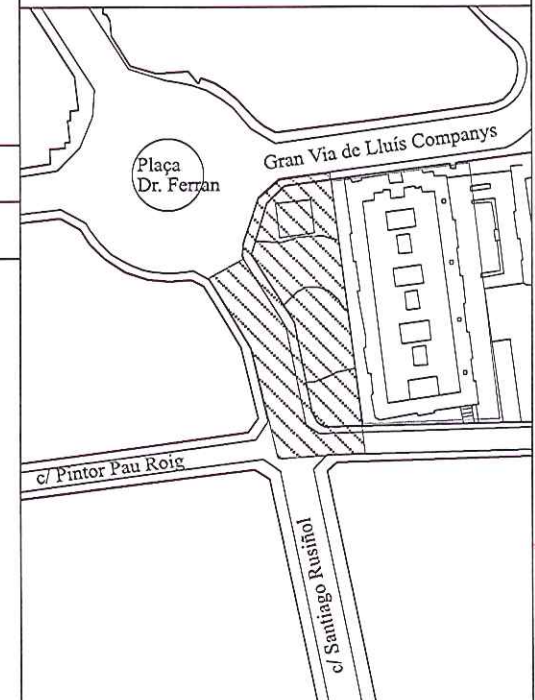 Plaça
Dr. Ferran
Gran Via de Lluís Companys
c/ Pintor Pau Roig
c/ Santiago Rusiñol